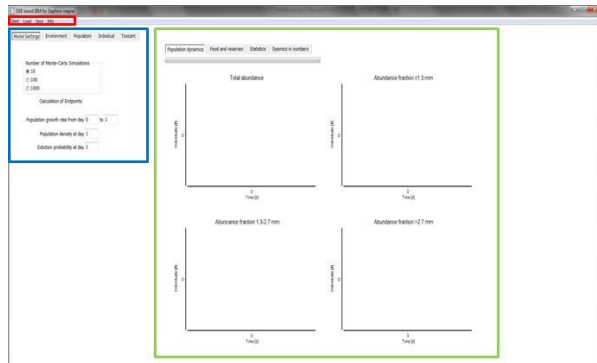 DEB based IBM for Daphnia magna
Start Load Save Info
Model Settings Environment Population Individual Toxicant
Number of Monte-Carlo Simulations
10
100
1000
Calculation of Endpoints:
Population growth rate from day 0 to 1
Population density at day 1
Extinction probability at day 1
Population dynamics Food and reserves Statistics Dynamics in numbers
Total abundance
Abundance fraction ≤1.3 mm
Individuals [#]
0
0
Time [d]
Individuals [#]
0
0
Time [d]
Abundance fraction 1.3-2.7 mm
Abundance fraction >2.7 mm
Individuals [#]
0
0
Time [d]
Individuals [#]
0
0
Time [d]